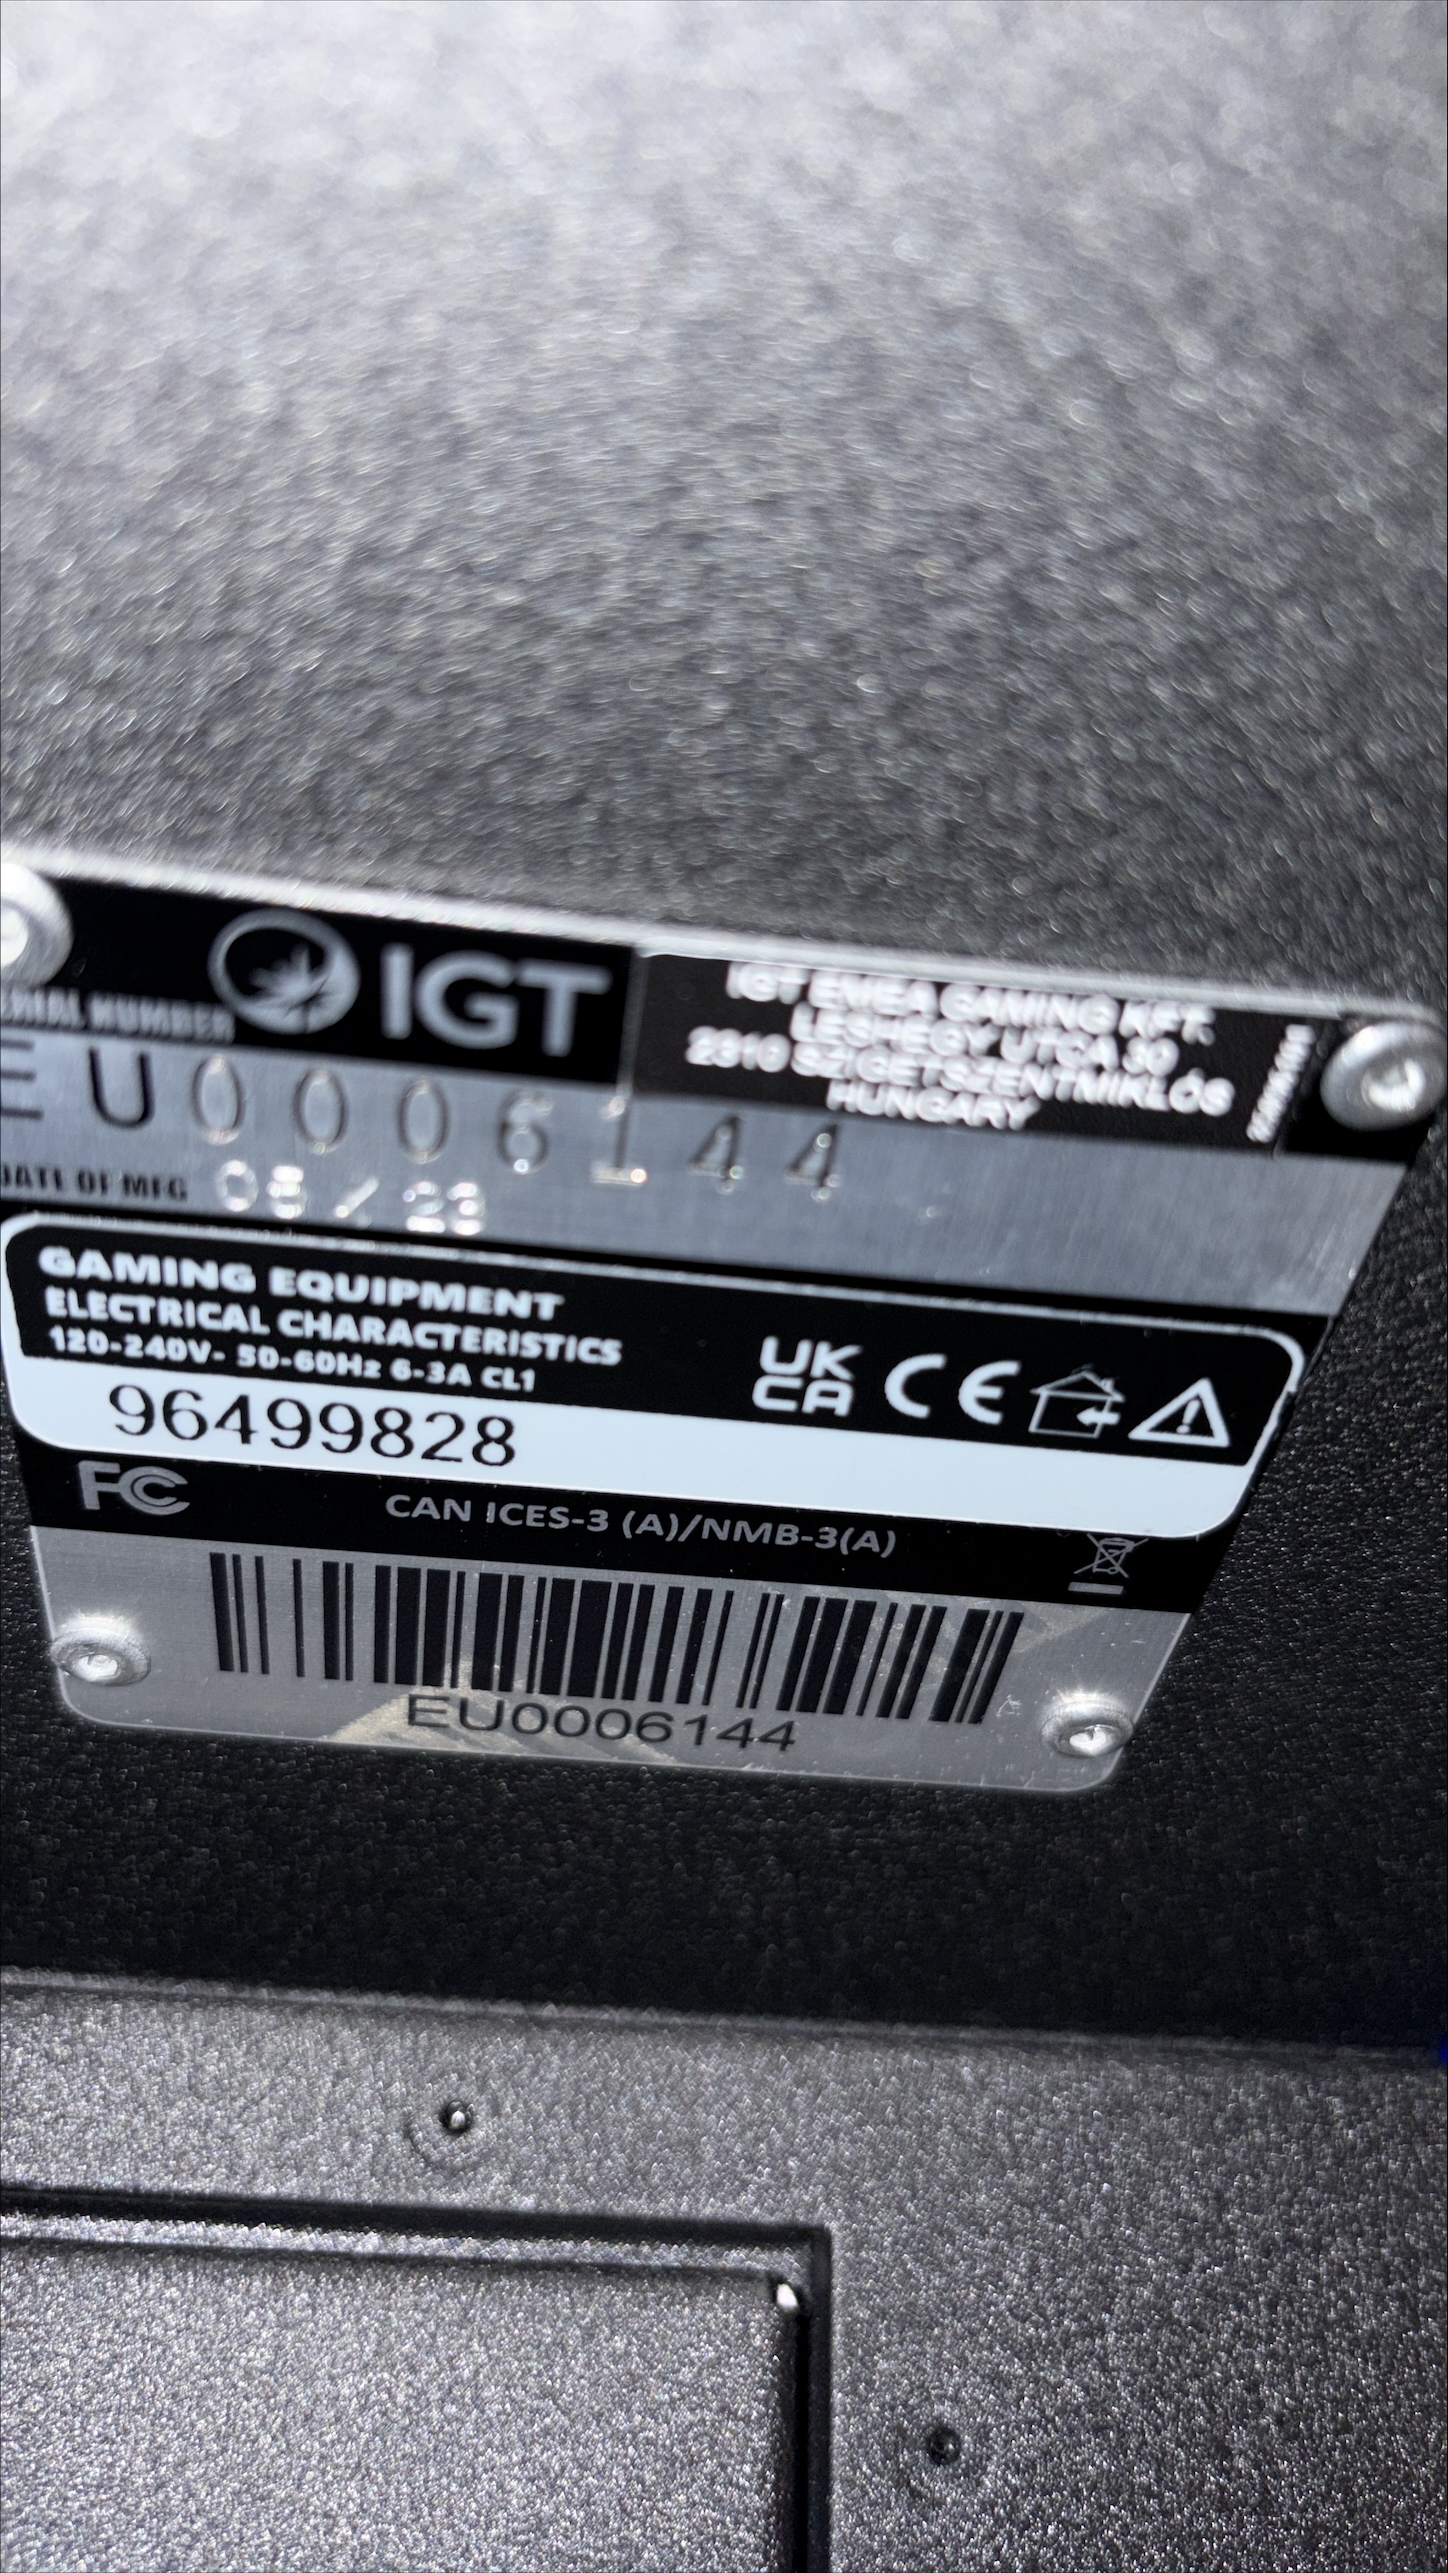 IGT
SERIAL NUMBER
EU0006144
DATE OF MFG 05/23
IGT EMEA GAMING KFT.
LESHEGY UTCA 30
2310 SZIGETSZENTMIKLÓS
HUNGARY
GAMING EQUIPMENT
ELECTRICAL CHARACTERISTICS
120-240V- 50-60Hz 6-3A CL1
UK
CA
CE
96499828
FC
CAN ICES-3 (A)/NMB-3(A)
EU0006144